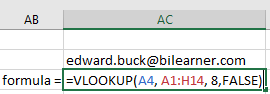 AB AC
edward.buck@bilearner.com
formula = =VLOOKUP(A4, A1:H14, 8,FALSE)